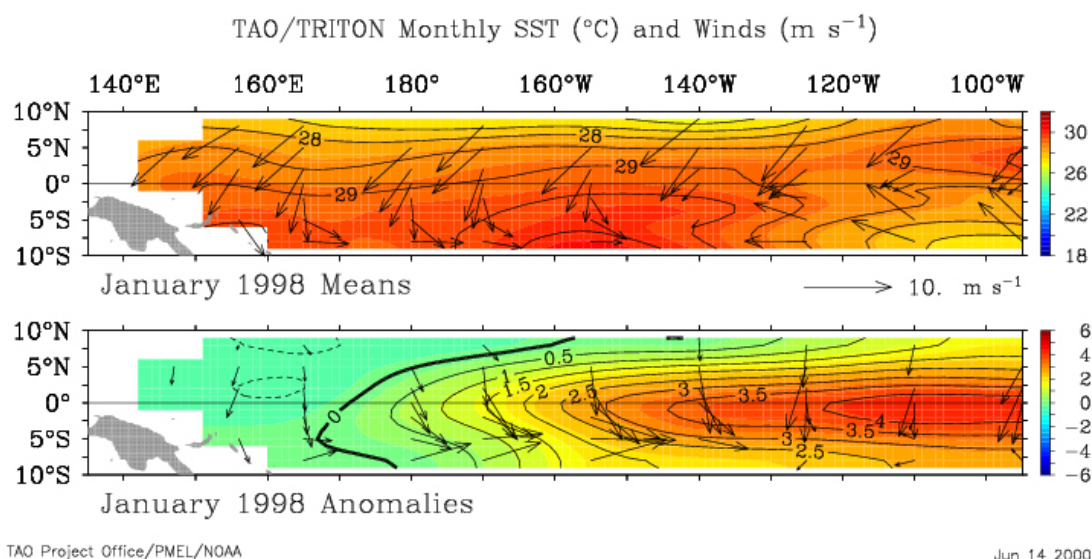 TAO/TRITON Monthly SST (°C) and Winds (m s⁻¹)
140°E 160°E 180° 160°W 140°W 120°W 100°W
10°N
5°N
0°
5°S
10°S
28
28
29
29
29
30
26
22
18
January 1998 Means
10. m s⁻¹
10°N
5°N
0°
5°S
10°S
0
0.5
1
1.5
2
2.5
3
3.5
4
3.5
3
2.5
6
4
2
0
−2
−4
−6
January 1998 Anomalies
TAO Project Office/PMEL/NOAA
Jun 14 2000